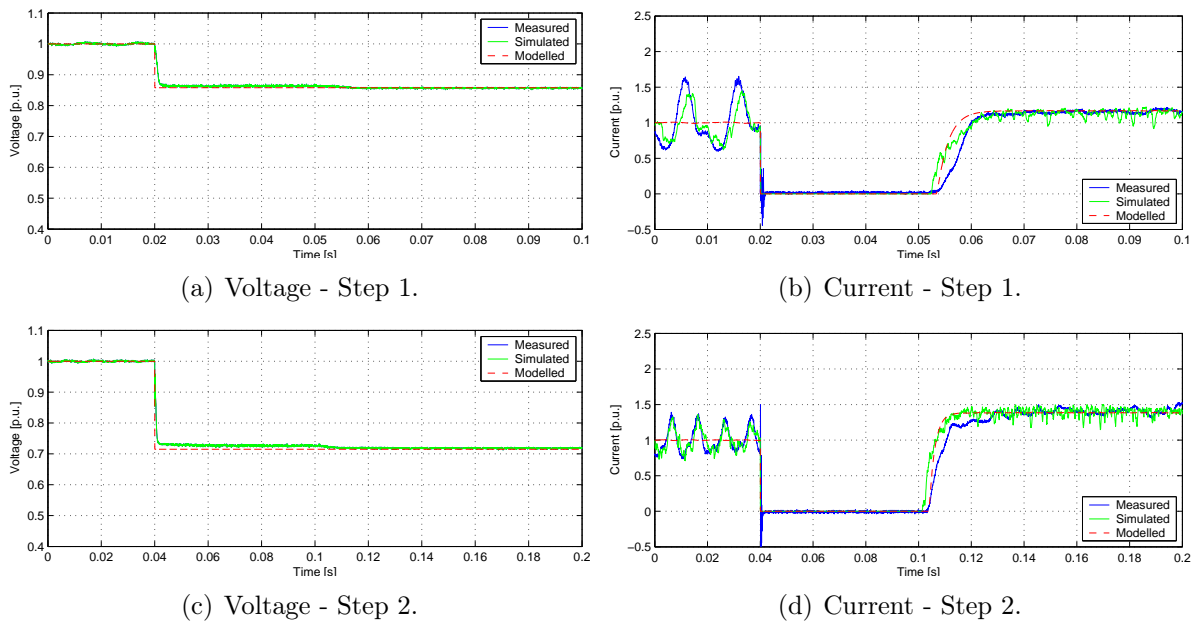 1.1
1
0.9
0.8
0.7
0.6
0.5
0.4
Voltage [p.u.]
Measured
Simulated
Modelled
0 0.01 0.02 0.03 0.04 0.05 0.06 0.07 0.08 0.09 0.1
Time [s]
(a) Voltage - Step 1.
2.5
2
1.5
1
0.5
0
−0.5
Current [p.u.]
Measured
Simulated
Modelled
0 0.01 0.02 0.03 0.04 0.05 0.06 0.07 0.08 0.09 0.1
Time [s]
(b) Current - Step 1.
1.1
1
0.9
0.8
0.7
0.6
0.5
0.4
Voltage [p.u.]
Measured
Simulated
Modelled
0 0.02 0.04 0.06 0.08 0.1 0.12 0.14 0.16 0.18 0.2
Time [s]
(c) Voltage - Step 2.
2.5
2
1.5
1
0.5
0
−0.5
Current [p.u.]
Measured
Simulated
Modelled
0 0.02 0.04 0.06 0.08 0.1 0.12 0.14 0.16 0.18 0.2
Time [s]
(d) Current - Step 2.